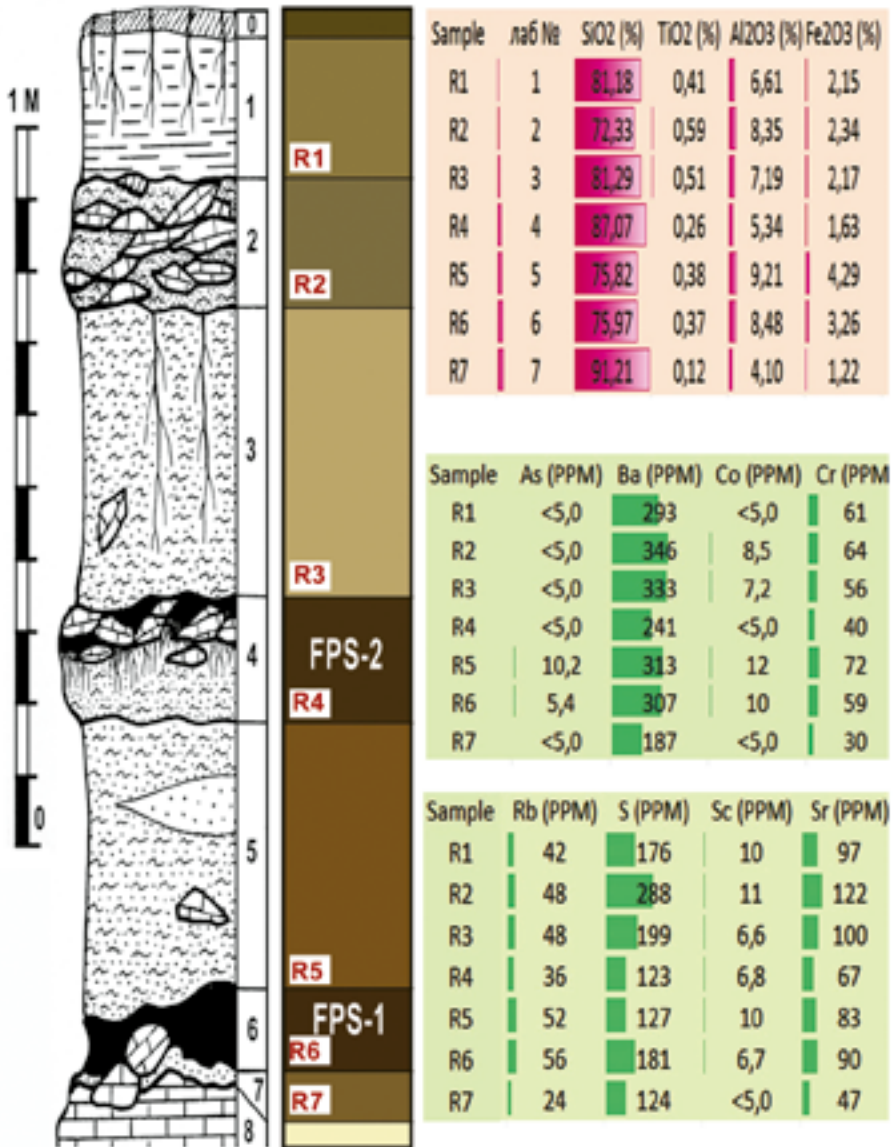 1 М
0
0
1
2
3
4
5
6
7
8
R1
R2
R3
FPS-2
R4
R5
FPS-1
R6
R7
Sample лаб № SiO2 (%) TiO2 (%) Al2O3 (%) Fe2O3 (%)
R1 1 81,18 0,41 6,61 2,15
R2 2 72,33 0,59 8,35 2,34
R3 3 81,29 0,51 7,19 2,17
R4 4 87,07 0,26 5,34 1,63
R5 5 75,82 0,38 9,21 4,29
R6 6 75,97 0,37 8,48 3,26
R7 7 91,21 0,12 4,10 1,22
Sample As (PPM) Ba (PPM) Co (PPM) Cr (PPM
R1 <5,0 293 <5,0 61
R2 <5,0 346 8,5 64
R3 <5,0 333 7,2 56
R4 <5,0 241 <5,0 40
R5 10,2 313 12 72
R6 5,4 307 10 59
R7 <5,0 187 <5,0 30
Sample Rb (PPM) S (PPM) Sc (PPM) Sr (PPM)
R1 42 176 10 97
R2 48 288 11 122
R3 48 199 6,6 100
R4 36 123 6,8 67
R5 52 127 10 83
R6 56 181 6,7 90
R7 24 124 <5,0 47